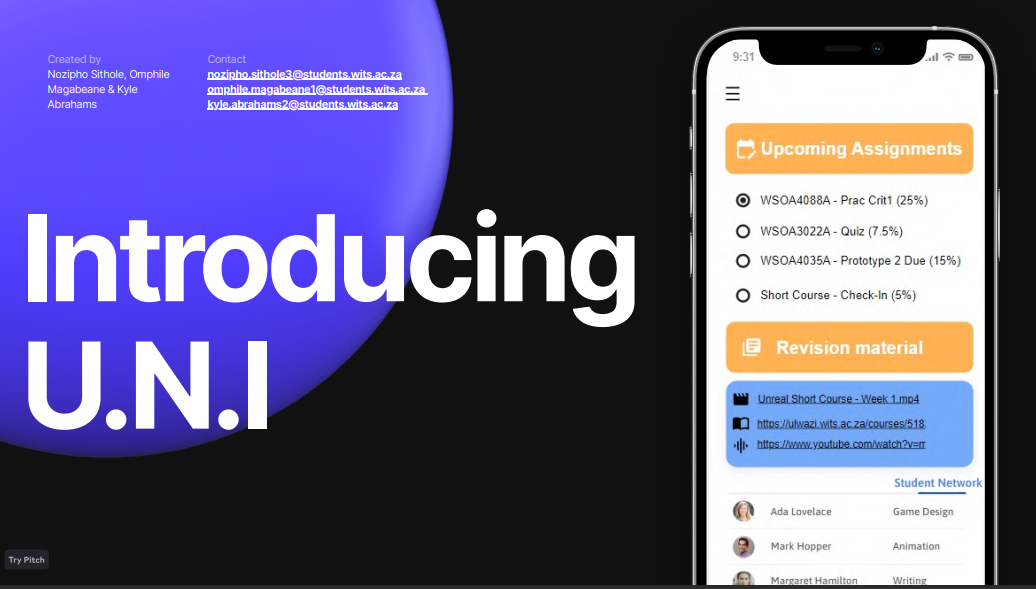 Created by
Nozipho Sithole, Omphile
Magabeane & Kyle
Abrahams
Contact
nozipho.sithole3@students.wits.ac.za
omphile.magabeane1@students.wits.ac.za
kyle.abrahams2@students.wits.ac.za
Introducing
U.N.I
Try Pitch
9:31
Upcoming Assignments
WSOA4088A - Prac Crit1 (25%)
WSOA3022A - Quiz (7.5%)
WSOA4035A - Prototype 2 Due (15%)
Short Course - Check-In (5%)
Revision material
Unreal Short Course - Week 1.mp4
https://ulwazi.wits.ac.za/courses/518
https://www.youtube.com/watch?v=
Student Network
Ada Lovelace Game Design
Mark Hopper Animation
Margaret Hamilton Writing